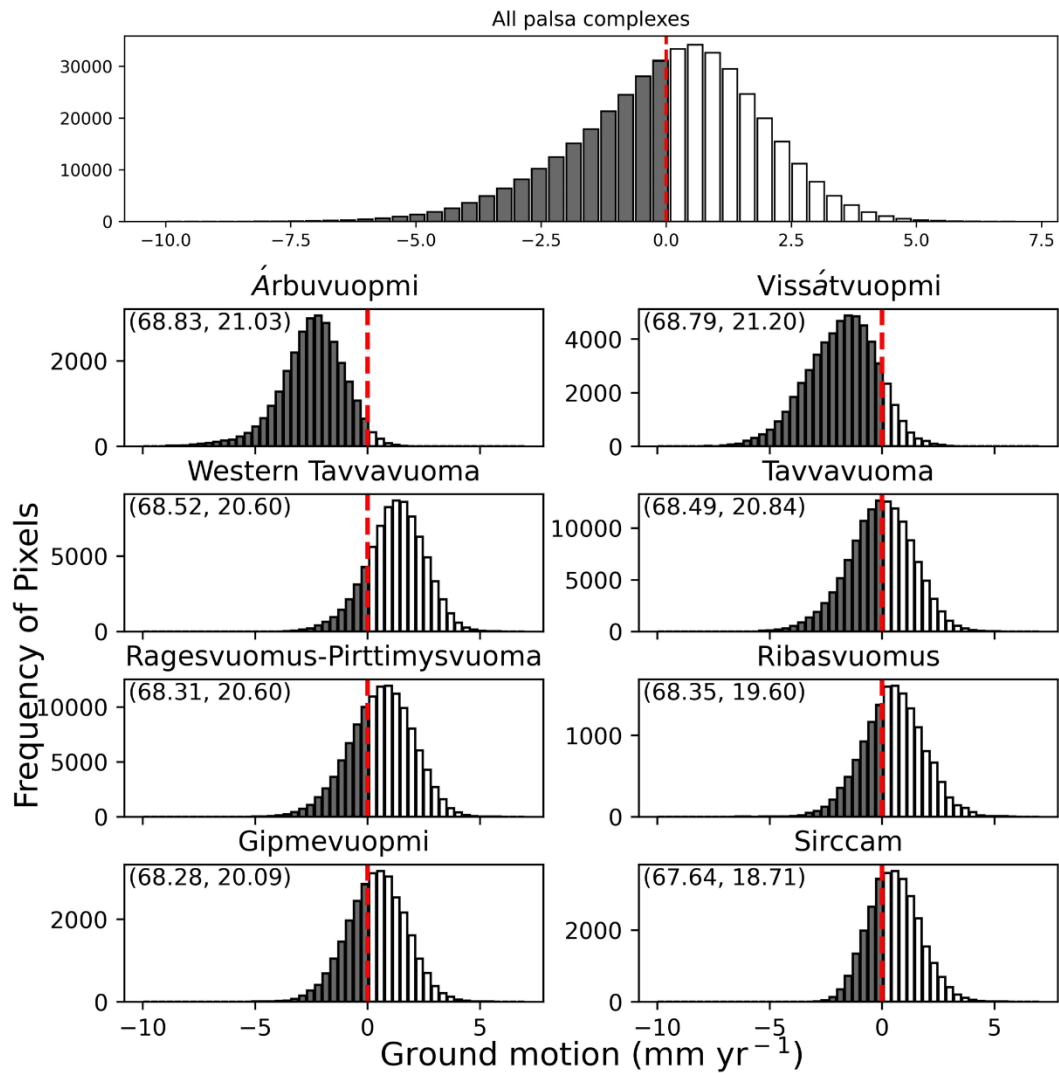 All palsa complexes
30000
20000
10000
0
−10.0 −7.5 −5.0 −2.5 0.0 2.5 5.0 7.5
Frequency of Pixels
Árbuvuopmi
(68.83, 21.03)
2000
0
Vissátvuopmi
(68.79, 21.20)
4000
2000
0
Western Tavvavuoma
(68.52, 20.60)
5000
0
Tavvavuoma
(68.49, 20.84)
10000
5000
0
Ragesvuomus-Pirttimysvuoma
(68.31, 20.60)
10000
5000
0
Ribasvuomus
(68.35, 19.60)
1000
0
Gipmevuopmi
(68.28, 20.09)
2000
0
−10 −5 0 5
Sirccam
(67.64, 18.71)
2000
0
−10 −5 0 5
Ground motion (mm yr⁻¹)